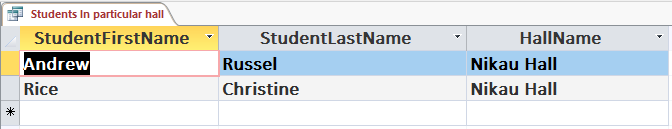 Students In particular hall
StudentFirstName StudentLastName HallName
Andrew Russel Nikau Hall
Rice Christine Nikau Hall
*